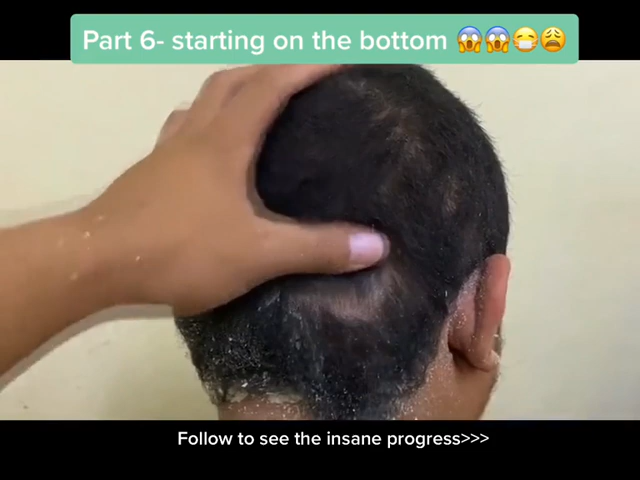 Part 6- starting on the bottom 😱😱😷😩
Follow to see the insane progress>>>